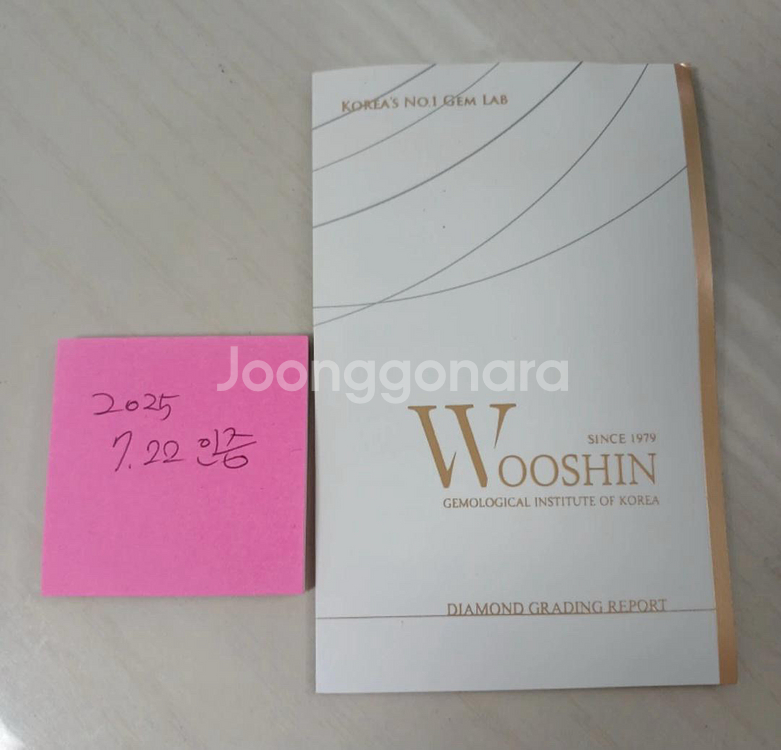 KOREA'S NO.1 GEM LAB
Joonggonara
2025
7.22 인증
SINCE 1979
WOOSHIN
GEMOLOGICAL INSTITUTE OF KOREA
DIAMOND GRADING REPORT